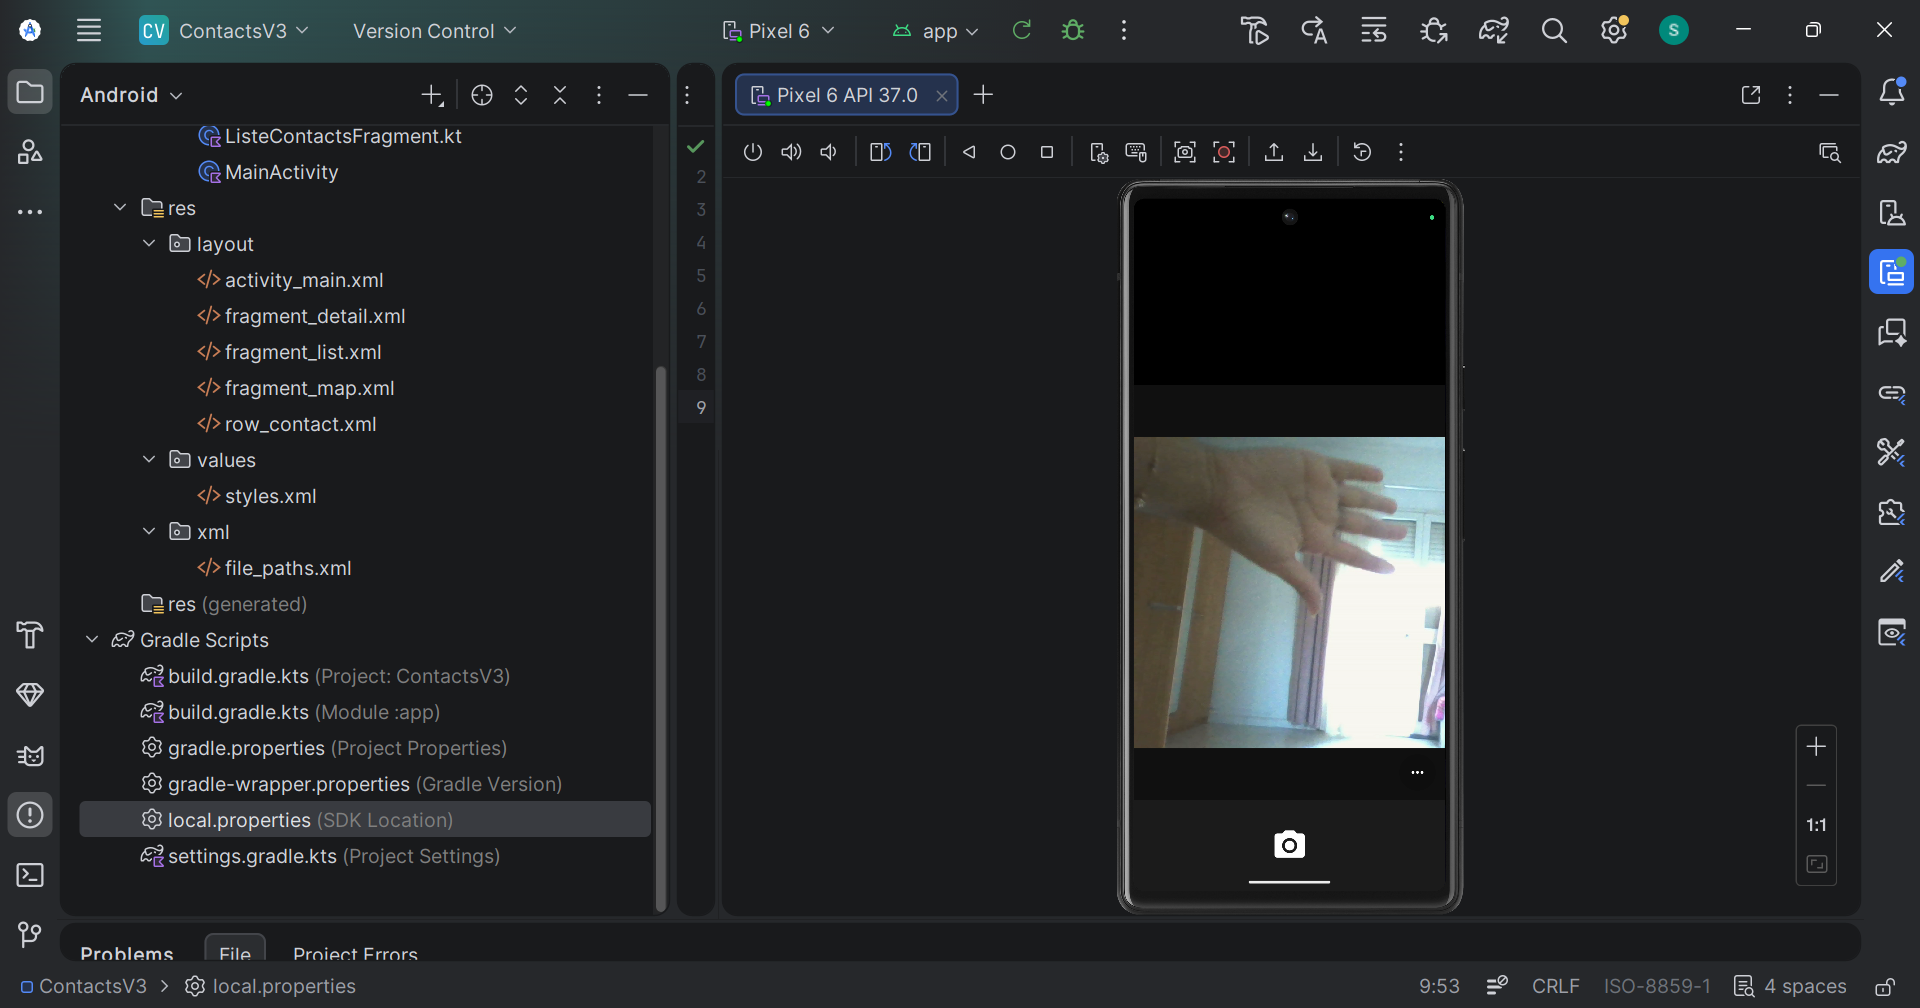 CV ContactsV3 Version Control Pixel 6 app S
Android
Pixel 6 API 37.0
ListeContactsFragment.kt
MainActivity
res
layout
activity_main.xml
fragment_detail.xml
fragment_list.xml
fragment_map.xml
row_contact.xml
values
styles.xml
xml
file_paths.xml
res (generated)
Gradle Scripts
build.gradle.kts (Project: ContactsV3)
build.gradle.kts (Module :app)
gradle.properties (Project Properties)
gradle-wrapper.properties (Gradle Version)
local.properties (SDK Location)
settings.gradle.kts (Project Settings)
2
3
4
5
6
7
8
9
1:1
Problems File Project Errors
ContactsV3 > local.properties 9:53 CRLF ISO-8859-1 4 spaces